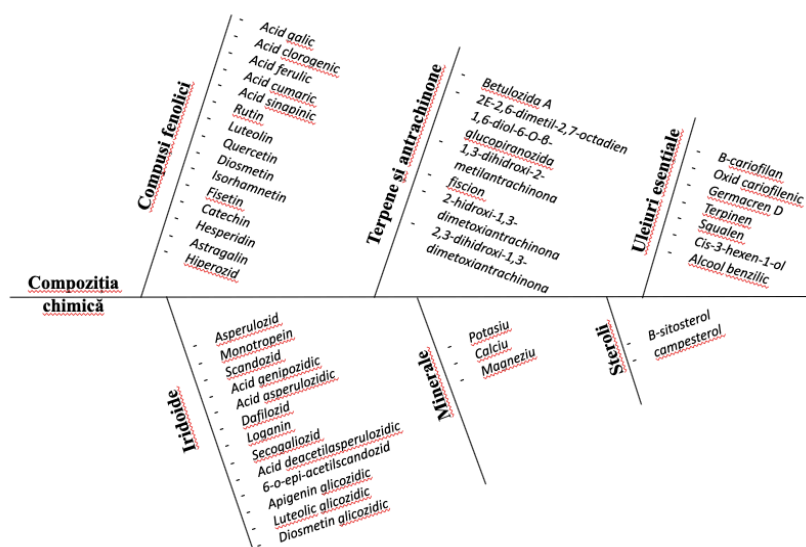 Compoziția
chimică
Compusi fenolici
- Acid galic
- Acid clorogenic
- Acid ferulic
- Acid cumaric
- Acid sinapinic
- Rutin
- Luteolin
- Quercetin
- Diosmetin
- Isorhamnetin
- Fisetin
- Catechin
- Hesperidin
- Astragalin
- Hiperozid
Terpene și antrachinone
- Betulozida A
- 2E-2,6-dimetil-2,7-octadien
1,6-diol-6-O-β-
glucopiranozida
- 1,3-dihidroxi-2-
metilantrachinona
- fiscion
- 2-hidroxi-1,3-
dimetoxiantrachinona
- 2,3-dihidroxi-1,3-
dimetoxiantrachinona
Uleiuri esentiale
- B-cariofilan
- Oxid cariofilenic
- Germacren D
- Terpinen
- Squalen
- Cis-3-hexen-1-ol
- Alcool benzilic
Iridoide
- Asperulozid
- Monotropein
- Scandozid
- Acid genipozidic
- Acid asperulozidic
- Dafilozid
- Loganin
- Secogaliozid
- Acid deacetilasperulozidic
- 6-o-epi-acetilscandozid
- Apigenin glicozidic
- Luteolic glicozidic
- Diosmetin glicozidic
Minerale
- Potasiu
- Calciu
- Magneziu
Steroli
- B-sitosterol
- campesterol